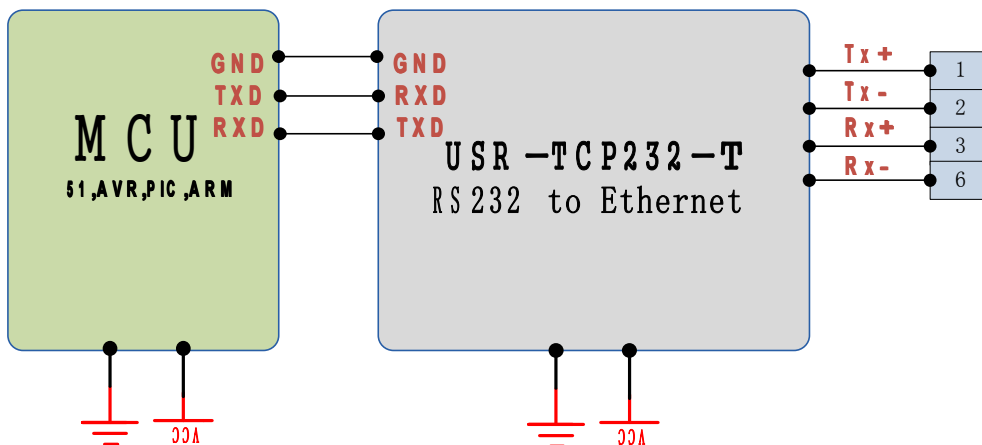 GND
TXD
RXD
MCU
51,AVR,PIC,ARM
GND
RXD
TXD
USR-TCP232-T
RS232 to Ethernet
Tx+
Tx-
Rx+
Rx-
1
2
3
6
VCC
VCC